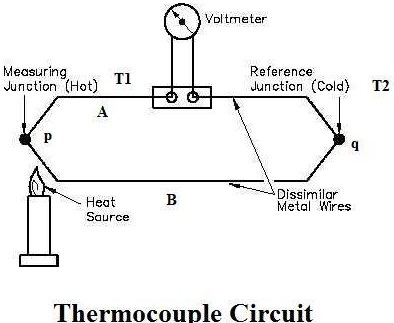 Voltmeter
Measuring
Junction (Hot)
T1
Reference
Junction (Cold)
T2
A
p
q
Heat
Source
B
Dissimilar
Metal Wires
Thermocouple Circuit